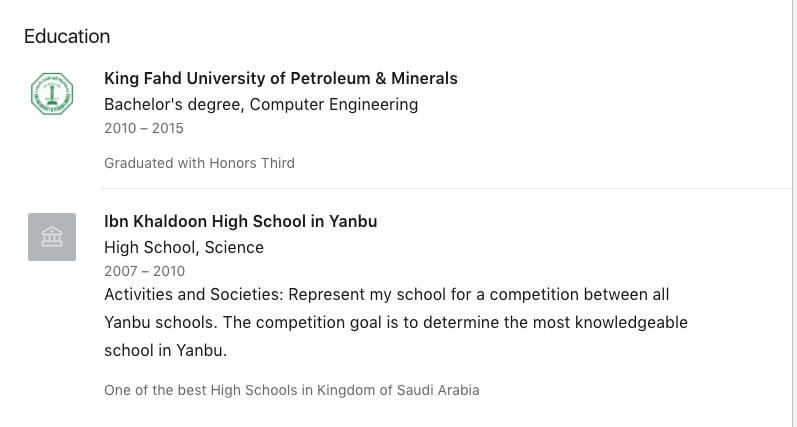 Education
King Fahd University of Petroleum & Minerals
Bachelor's degree, Computer Engineering
2010 – 2015
Graduated with Honors Third
Ibn Khaldoon High School in Yanbu
High School, Science
2007 – 2010
Activities and Societies: Represent my school for a competition between all
Yanbu schools. The competition goal is to determine the most knowledgeable
school in Yanbu.
One of the best High Schools in Kingdom of Saudi Arabia